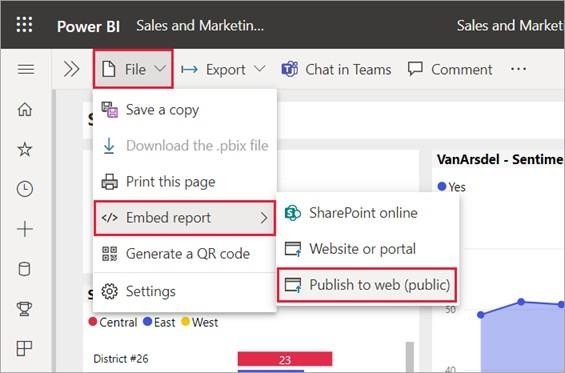 Power BI
Sales and Marketin...
Sales and Marketin
File
Export
Chat in Teams
Comment
Save a copy
Download the .pbix file
Print this page
Embed report
Generate a QR code
Settings
SharePoint online
Website or portal
Publish to web (public)
VanArsdel - Sentime
Yes
50
40
Central East West
District #26
23